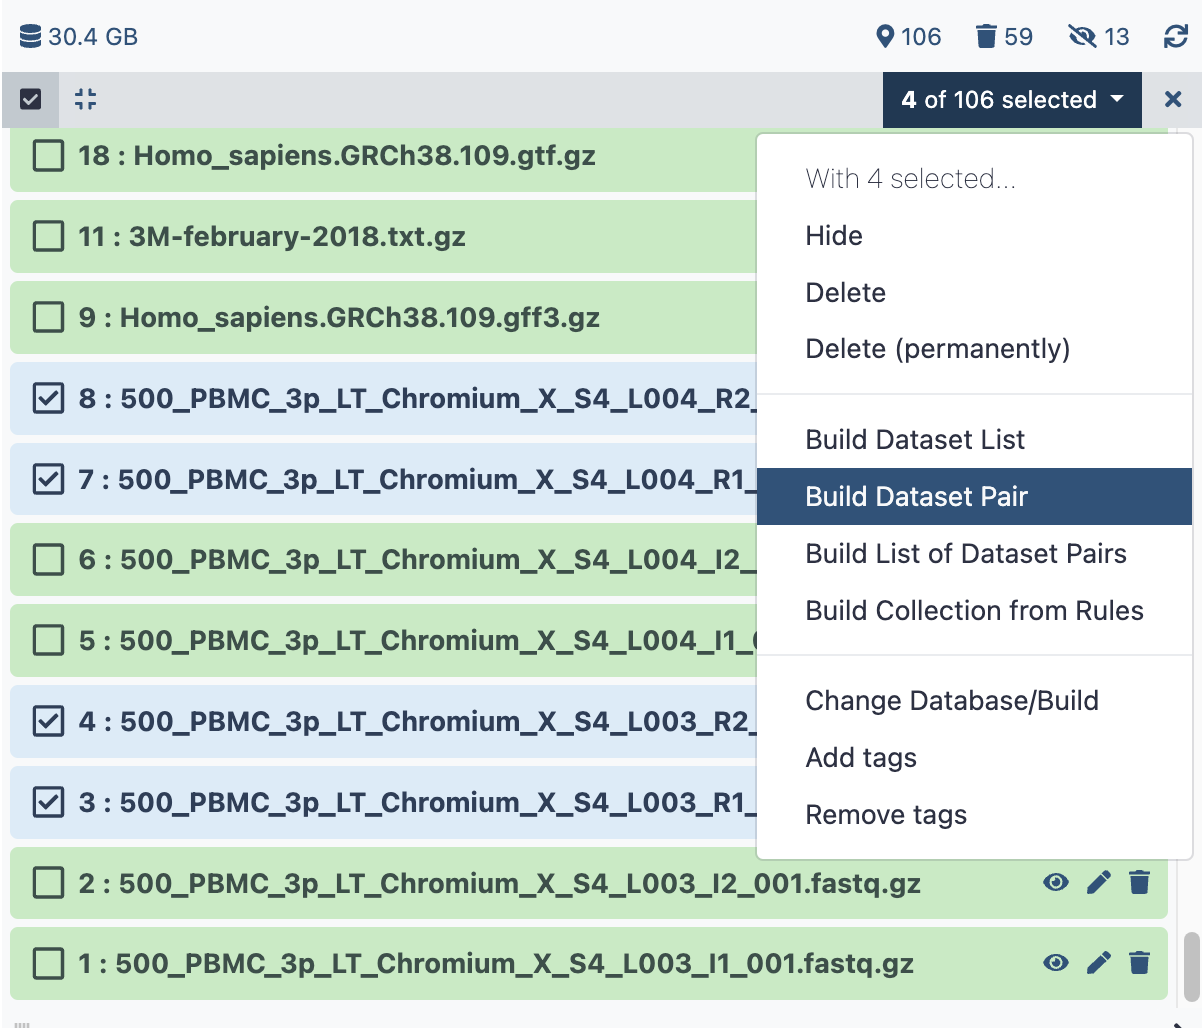 30.4 GB 106 59 13
4 of 106 selected
18 : Homo_sapiens.GRCh38.109.gtf.gz
11 : 3M-february-2018.txt.gz
9 : Homo_sapiens.GRCh38.109.gff3.gz
8 : 500_PBMC_3p_LT_Chromium_X_S4_L004_R2_
7 : 500_PBMC_3p_LT_Chromium_X_S4_L004_R1_
6 : 500_PBMC_3p_LT_Chromium_X_S4_L004_I2_
5 : 500_PBMC_3p_LT_Chromium_X_S4_L004_I1_
4 : 500_PBMC_3p_LT_Chromium_X_S4_L003_R2_
3 : 500_PBMC_3p_LT_Chromium_X_S4_L003_R1_
2 : 500_PBMC_3p_LT_Chromium_X_S4_L003_I2_001.fastq.gz
1 : 500_PBMC_3p_LT_Chromium_X_S4_L003_I1_001.fastq.gz
With 4 selected...
Hide
Delete
Delete (permanently)
Build Dataset List
Build Dataset Pair
Build List of Dataset Pairs
Build Collection from Rules
Change Database/Build
Add tags
Remove tags